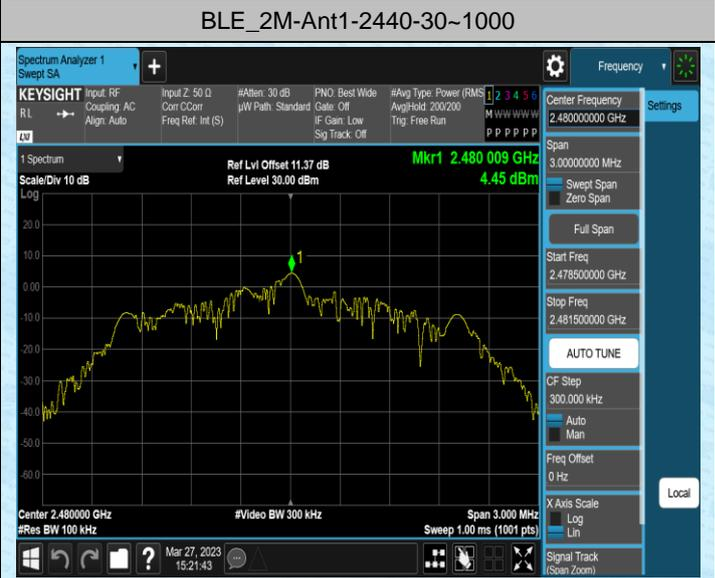 BLE_2M-Ant1-2440-30~1000
Spectrum Analyzer 1
Swept SA
Frequency
KEYSIGHT
RL
LXI
Input: RF
Coupling: AC
Align: Auto
Input Z: 50 Ω
Corr CCorr
Freq Ref: Int (S)
#Atten: 30 dB
µW Path: Standard
PNO: Best Wide
Gate: Off
IF Gain: Low
Sig Track: Off
#Avg Type: Power (RMS
Avg|Hold: 200/200
Trig: Free Run
1 2 3 4 5 6
M W W W W W
P P P P P P
1 Spectrum
Scale/Div 10 dB
Log
Ref Lvl Offset 11.37 dB
Ref Level 30.00 dBm
Mkr1 2.480 009 GHz
4.45 dBm
1
20.0
10.0
0.00
-10.0
-20.0
-30.0
-40.0
-50.0
-60.0
Center 2.480000 GHz
#Res BW 100 kHz
#Video BW 300 kHz
Span 3.000 MHz
Sweep 1.00 ms (1001 pts)
Center Frequency
2.480000000 GHz
Settings
Span
3.00000000 MHz
Swept Span
Zero Span
Full Span
Start Freq
2.478500000 GHz
Stop Freq
2.481500000 GHz
AUTO TUNE
CF Step
300.000 kHz
Auto
Man
Freq Offset
0 Hz
X Axis Scale
Log
Lin
Signal Track
(Span Zoom)
Local
?
Mar 27, 2023
15:21:43